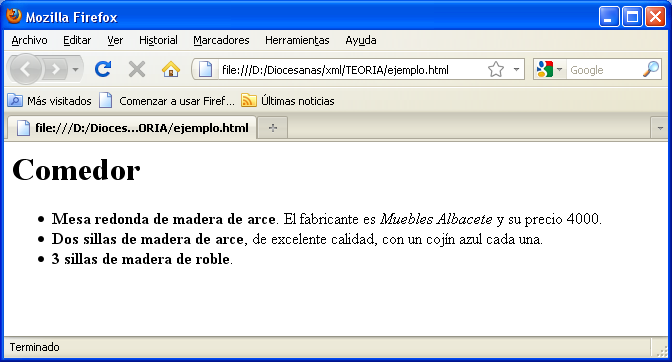 Mozilla Firefox
Archivo Editar Ver Historial Marcadores Herramientas Ayuda
file:///D:/Diocesanas/xml/TEORIA/ejemplo.html Google
Más visitados Comenzar a usar Firef... Últimas noticias
file:///D:/Dioces...ORIA/ejemplo.html
Comedor
Mesa redonda de madera de arce. El fabricante es Muebles Albacete y su precio 4000.
Dos sillas de madera de arce, de excelente calidad, con un cojín azul cada una.
3 sillas de madera de roble.
Terminado